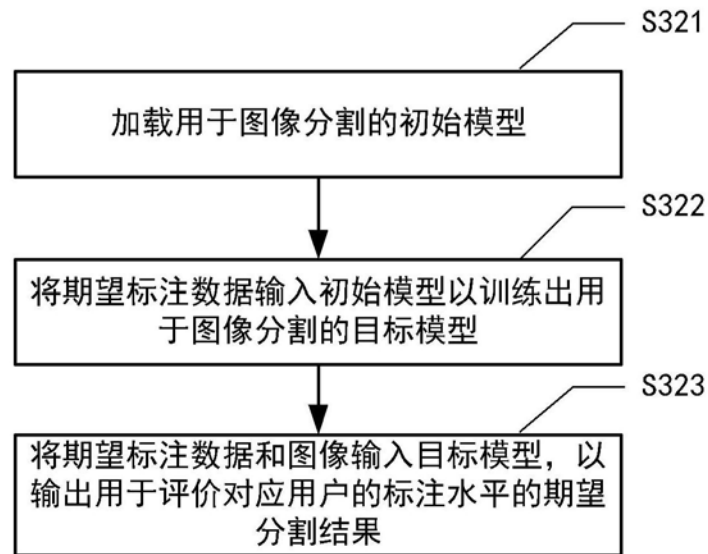 S321
加载用于图像分割的初始模型
S322
将期望标注数据输入初始模型以训练出用
于图像分割的目标模型
S323
将期望标注数据和图像输入目标模型，以
输出用于评价对应用户的标注水平的期望
分割结果